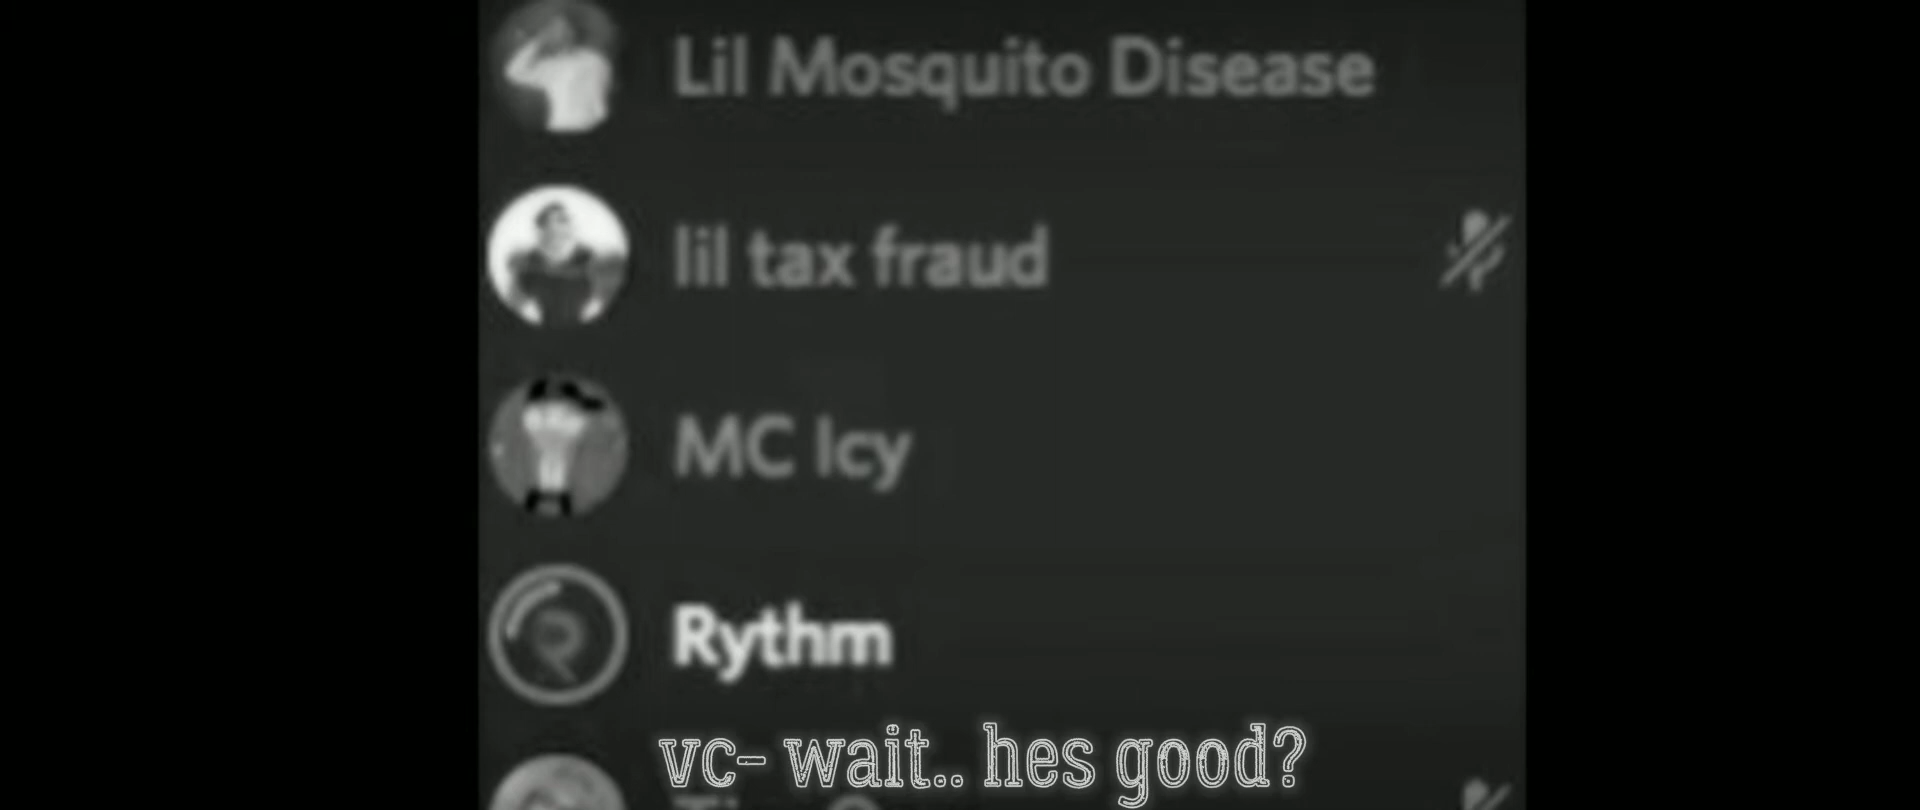 Lil Mosquito Disease
lil tax fraud
MC Icy
Rythm
vc- wait.. hes good?